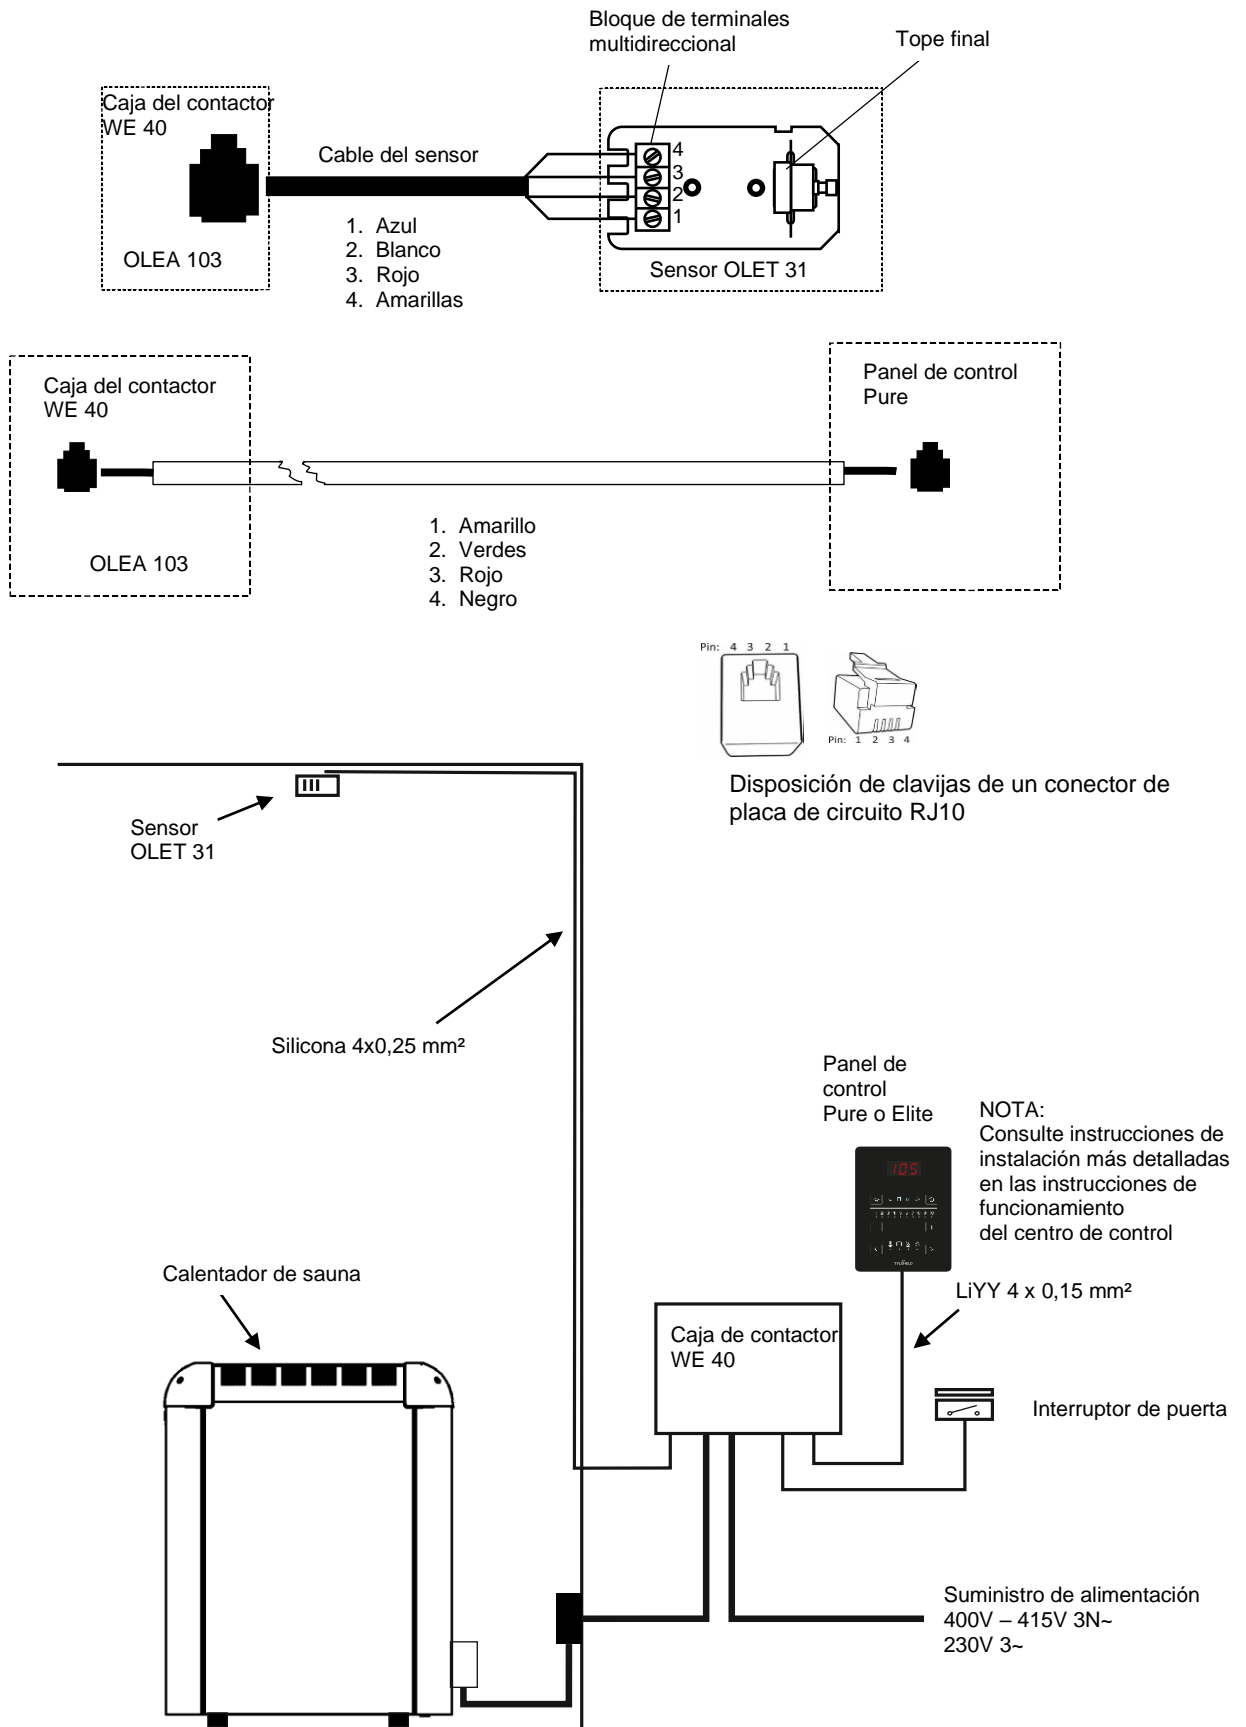 Bloque de terminales
multidireccional
Tope final
Caja del contactor
WE 40
Cable del sensor
4
3
2
1
1. Azul
2. Blanco
3. Rojo
4. Amarillas
OLEA 103
Sensor OLET 31
Caja del contactor
WE 40
Panel de control
Pure
OLEA 103
1. Amarillo
2. Verdes
3. Rojo
4. Negro
Pin: 4 3 2 1
Pin: 1 2 3 4
Disposición de clavijas de un conector de
placa de circuito RJ10
Sensor
OLET 31
Silicona 4x0,25 mm²
Panel de
control
Pure o Elite
NOTA:
Consulte instrucciones de
instalación más detalladas
en las instrucciones de
funcionamiento
del centro de control
105
Calentador de sauna
LiYY 4 x 0,15 mm²
Caja de contactor
WE 40
Interruptor de puerta
Suministro de alimentación
400V – 415V 3N~
230V 3~